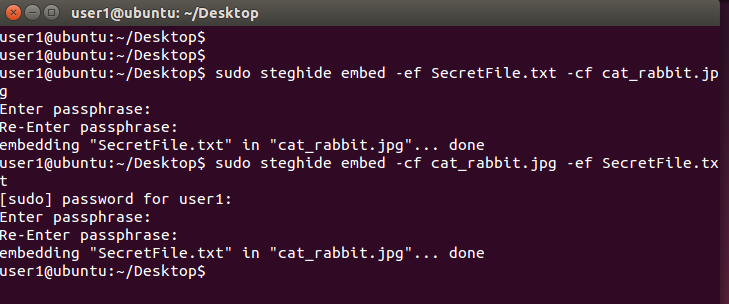 user1@ubuntu: ~/Desktop
user1@ubuntu:~/Desktop$
user1@ubuntu:~/Desktop$
user1@ubuntu:~/Desktop$ sudo steghide embed -ef SecretFile.txt -cf cat_rabbit.jp
g
Enter passphrase:
Re-Enter passphrase:
embedding "SecretFile.txt" in "cat_rabbit.jpg"... done
user1@ubuntu:~/Desktop$ sudo steghide embed -cf cat_rabbit.jpg -ef SecretFile.tx
t
[sudo] password for user1:
Enter passphrase:
Re-Enter passphrase:
embedding "SecretFile.txt" in "cat_rabbit.jpg"... done
user1@ubuntu:~/Desktop$